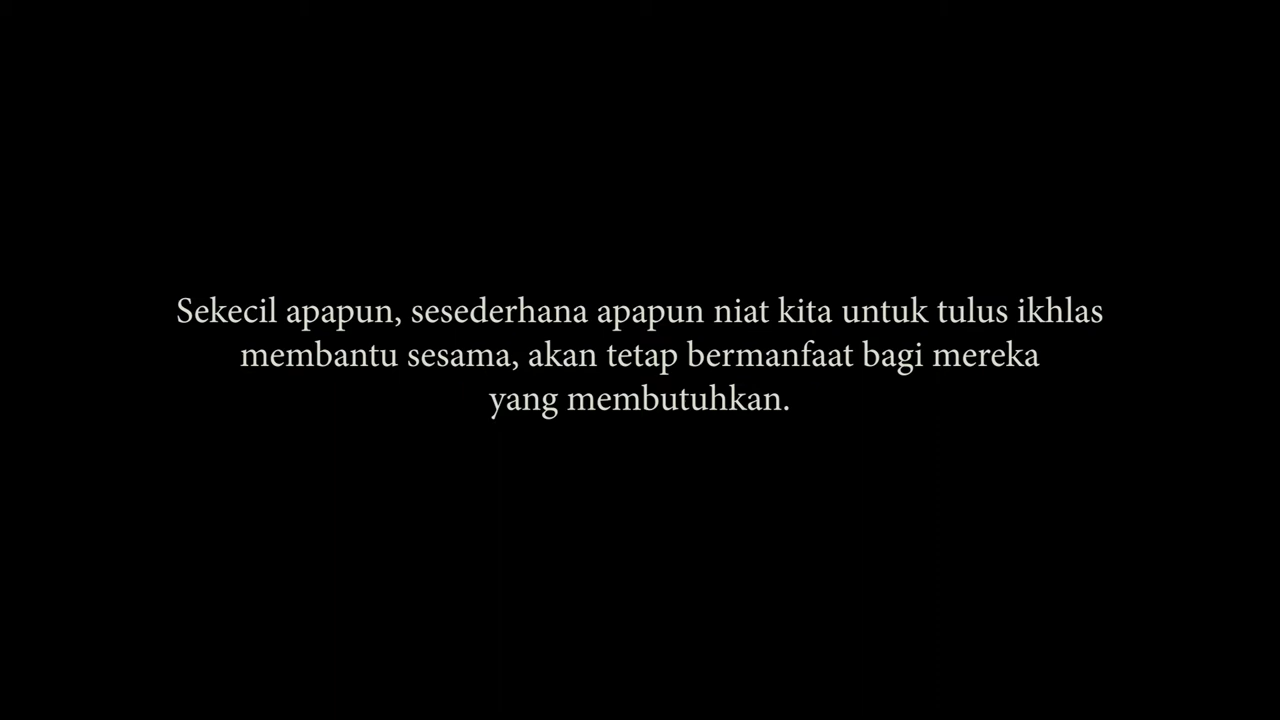 Sekecil apapun, sesederhana apapun niat kita untuk tulus ikhlas
membantu sesama, akan tetap bermanfaat bagi mereka
yang membutuhkan.